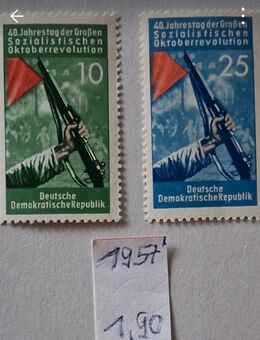 40. Jahrestag der Großen
Sozialistischen
Oktoberrevolution
10
Deutsche
Demokratische Republik
40. Jahrestag der Großen
Sozialistischen
Oktoberrevolution
25
Deutsche
Demokratische Republik
1957
1,90